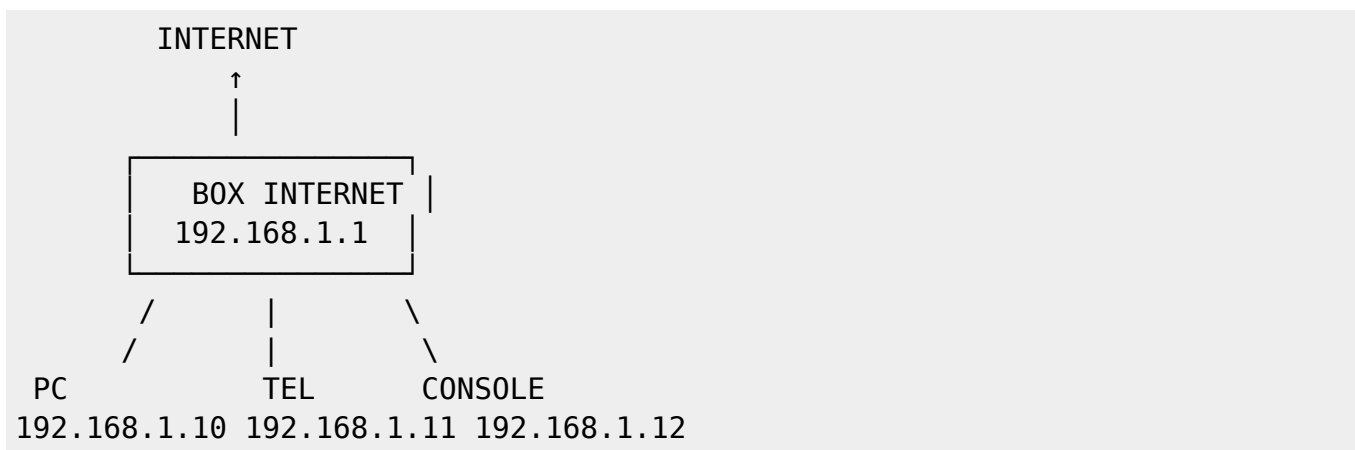 INTERNET
↑
BOX INTERNET
192.168.1.1
PC TEL CONSOLE
192.168.1.10 192.168.1.11 192.168.1.12